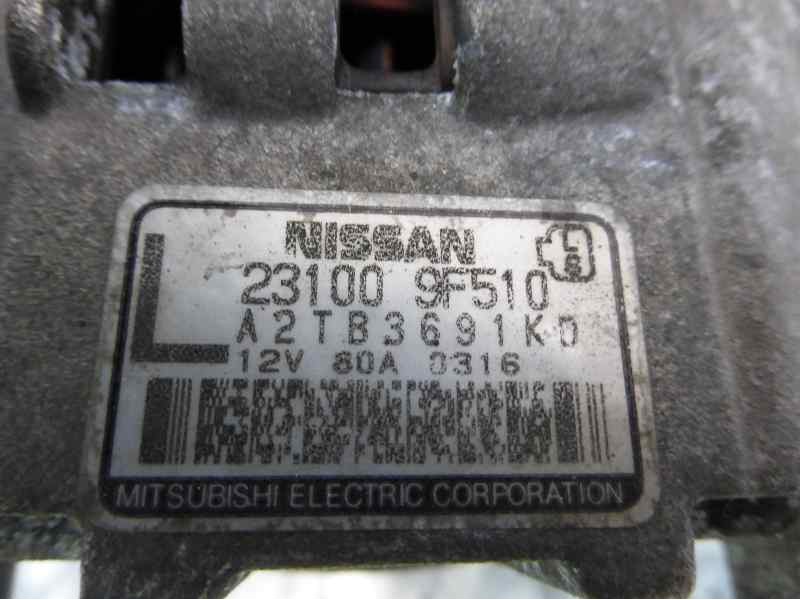 NISSAN
L 23100 9F510
A2TB3691KD
12V 80A 0316
MITSUBISHI ELECTRIC CORPORATION